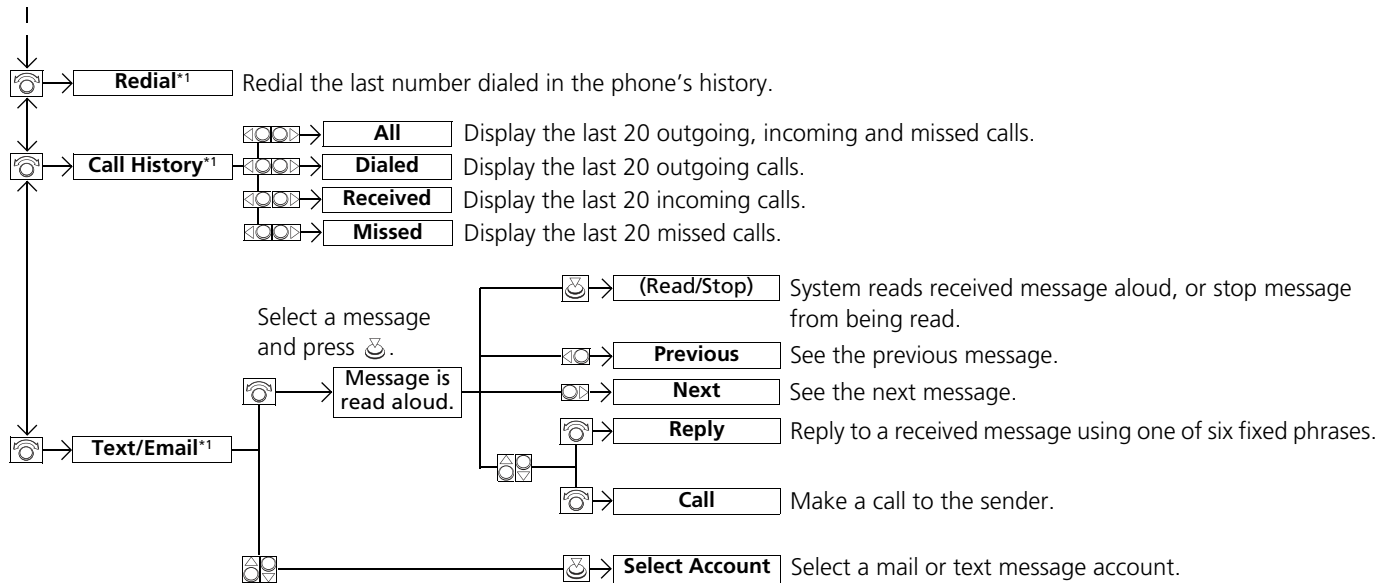 Redial*1 Redial the last number dialed in the phone’s history.
Call History*1
All Display the last 20 outgoing, incoming and missed calls.
Dialed Display the last 20 outgoing calls.
Received Display the last 20 incoming calls.
Missed Display the last 20 missed calls.
Text/Email*1
Select a message
and press .
Message is
read aloud.
(Read/Stop) System reads received message aloud, or stop message
from being read.
Previous See the previous message.
Next See the next message.
Reply Reply to a received message using one of six fixed phrases.
Call Make a call to the sender.
Select Account Select a mail or text message account.